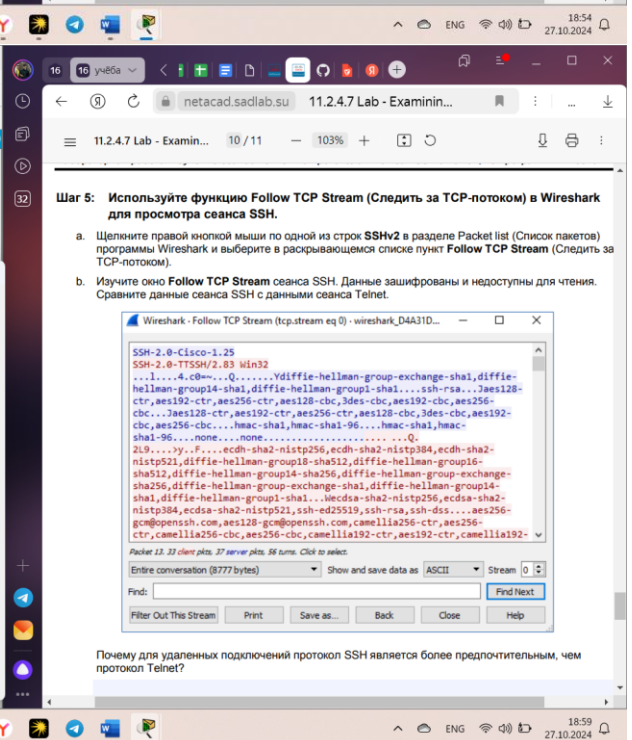 18:54
ENG
27.10.2024
16 16 учёба
netacad.sadlab.su 11.2.4.7 Lab - Examinin...
11.2.4.7 Lab - Examin... 10 / 11 — 103% +
32
Шаг 5: Используйте функцию Follow TCP Stream (Следить за TCP-потоком) в Wireshark
для просмотра сеанса SSH.
a. Щелкните правой кнопкой мыши по одной из строк SSHv2 в разделе Packet list (Список пакетов)
программы Wireshark и выберите в раскрывающемся списке пункт Follow TCP Stream (Следить за
TCP-потоком).
b. Изучите окно Follow TCP Stream сеанса SSH. Данные зашифрованы и недоступны для чтения.
Сравните данные сеанса SSH с данными сеанса Telnet.
Wireshark - Follow TCP Stream (tcp.stream eq 0) - wireshark_D4A31D...
SSH-2.0-Cisco-1.25
SSH-2.0-TTSSH/2.83 Win32
...l....4.c0=~...Q.......Ydiffie-hellman-group-exchange-sha1,diffie-
hellman-group14-sha1,diffie-hellman-group1-sha1....ssh-rsa...Jaes128-
ctr,aes192-ctr,aes256-ctr,aes128-cbc,3des-cbc,aes192-cbc,aes256-
cbc...Jaes128-ctr,aes192-ctr,aes256-ctr,aes128-cbc,3des-cbc,aes192-
cbc,aes256-cbc....hmac-sha1,hmac-sha1-96....hmac-sha1,hmac-
sha1-96....none....none...................... ...Q.
2L9....>y..F....ecdh-sha2-nistp256,ecdh-sha2-nistp384,ecdh-sha2-
nistp521,diffie-hellman-group18-sha512,diffie-hellman-group16-
sha512,diffie-hellman-group14-sha256,diffie-hellman-group-exchange-
sha256,diffie-hellman-group-exchange-sha1,diffie-hellman-group14-
sha1,diffie-hellman-group1-sha1...Wecdsa-sha2-nistp256,ecdsa-sha2-
nistp384,ecdsa-sha2-nistp521,ssh-ed25519,ssh-rsa,ssh-dss....aes256-
gcm@openssh.com,aes128-gcm@openssh.com,camellia256-ctr,aes256-
ctr,camellia256-cbc,aes256-cbc,camellia192-ctr,aes192-ctr,camellia192-
Packet 13. 33 client pkts, 37 server pkts, 56 turns. Click to select.
Entire conversation (8777 bytes) Show and save data as ASCII Stream 0
Find: Find Next
Filter Out This Stream Print Save as... Back Close Help
Почему для удаленных подключений протокол SSH является более предпочтительным, чем
протокол Telnet?
18:59
ENG
27.10.2024